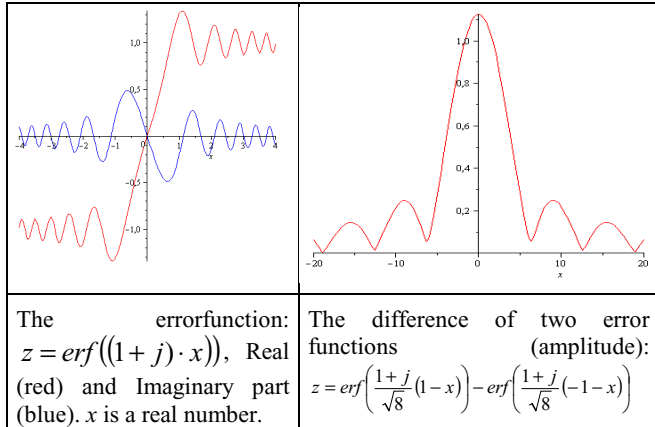 1,0
0,5
-4 -3 -2 -1 0 1 2 3 4
x
-0,5
-1,0
1,0
0,8
0,6
0,4
0,2
-20 -10 0 10 20
x
The errorfunction:
z = erf((1 + j) · x)), Real
(red) and Imaginary part
(blue). x is a real number.
The difference of two error
functions (amplitude):
z = erf((1+j)/√8 (1−x)) − erf((1+j)/√8 (−1−x))